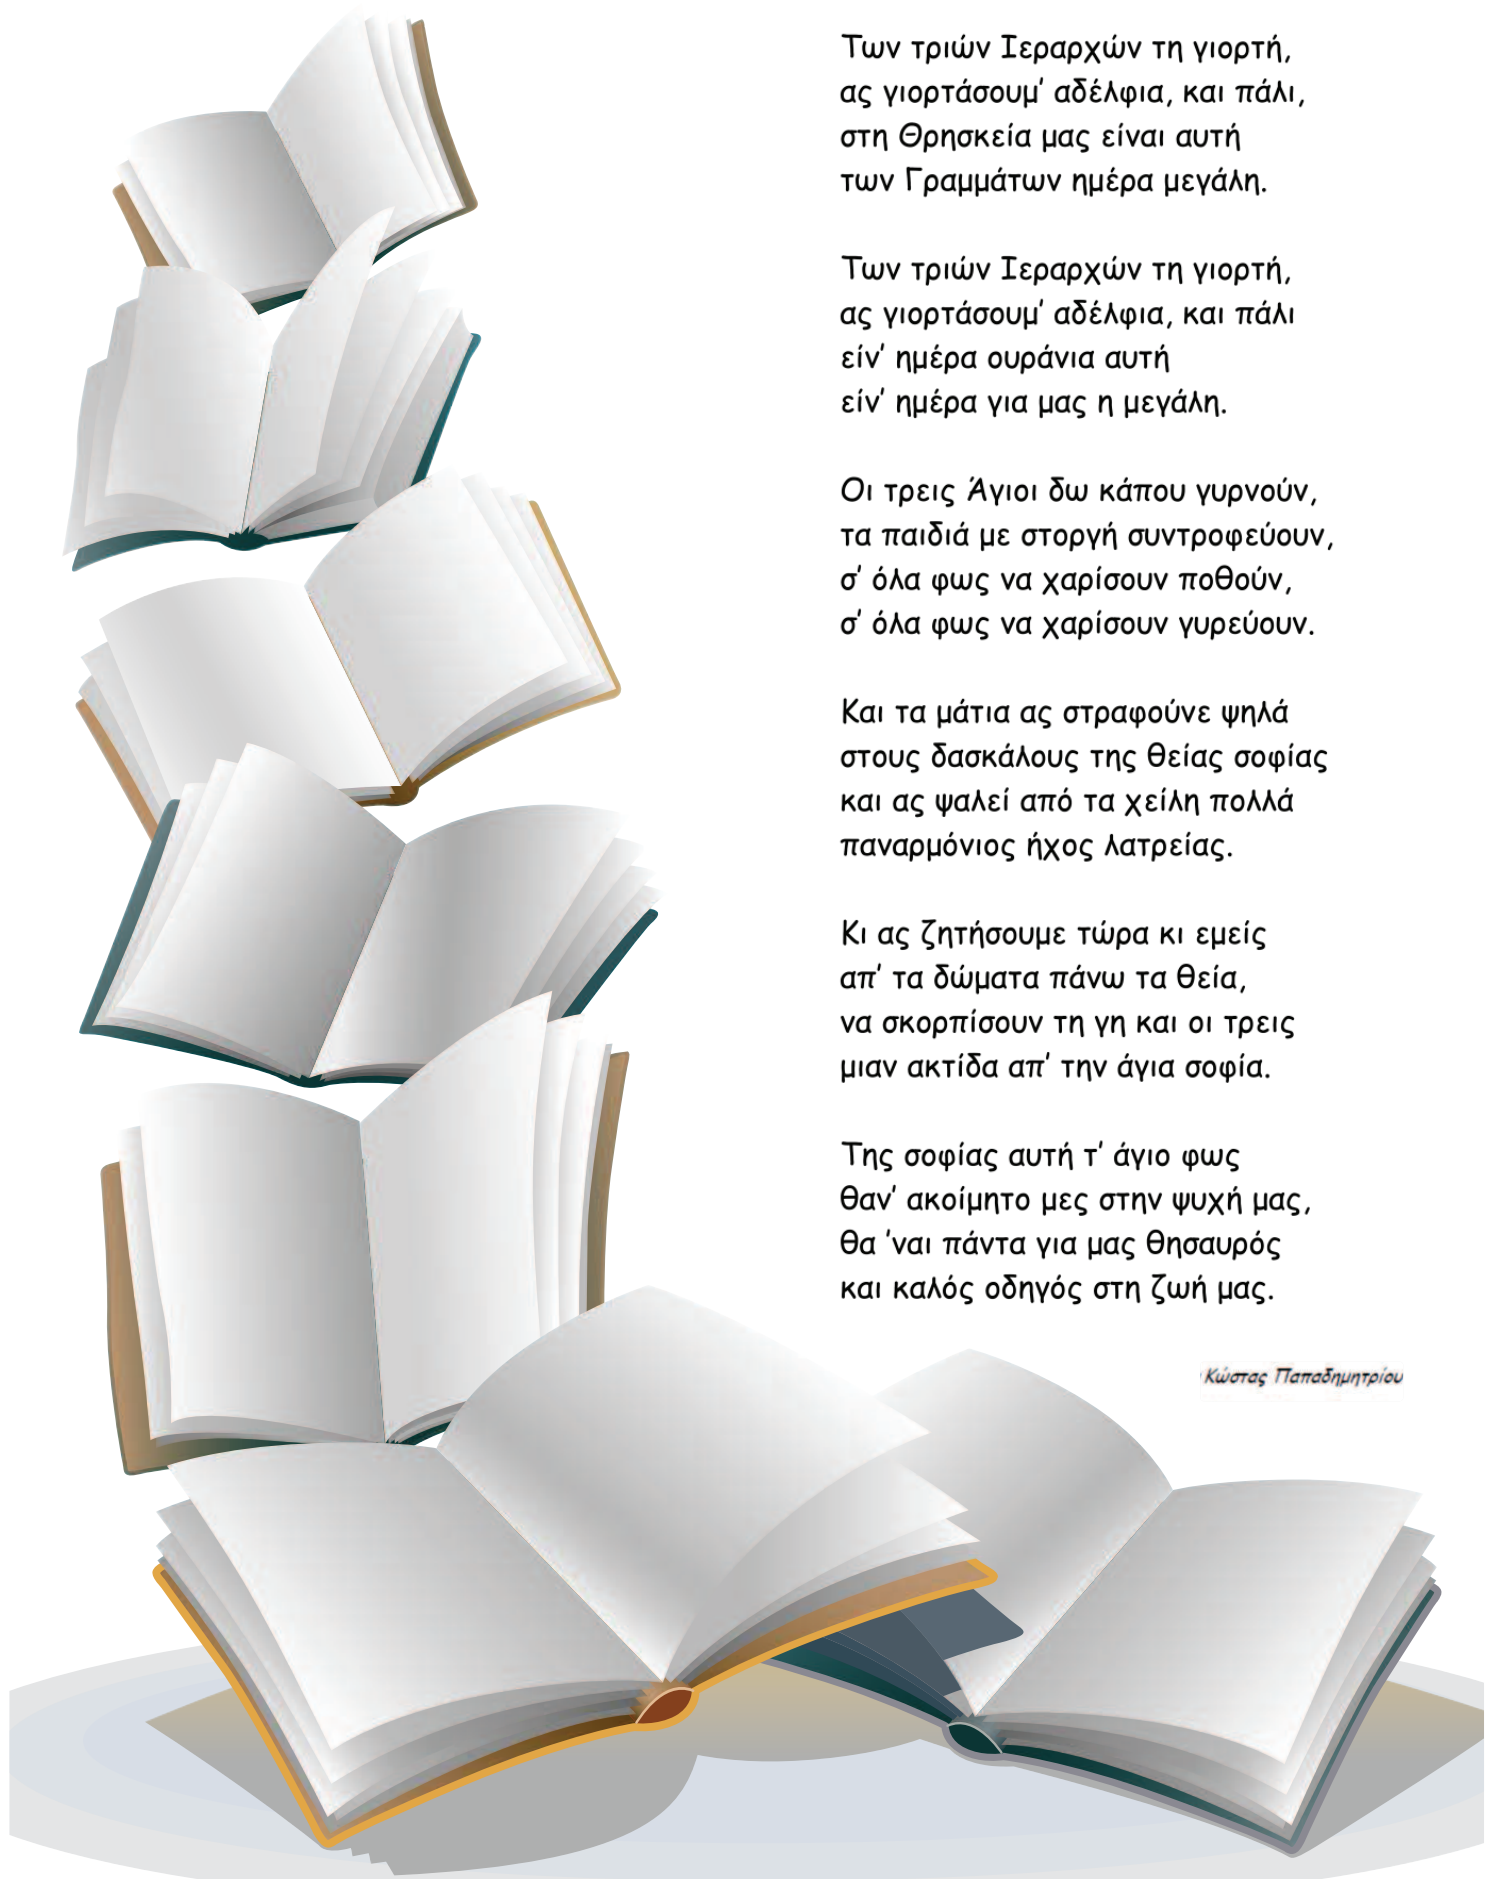 Των τριών Ιεραρχών τη γιορτή,
ας γιορτάσουμ' αδέλφια, και πάλι,
στη Θρησκεία μας είναι αυτή
των Γραμμάτων ημέρα μεγάλη.
Των τριών Ιεραρχών τη γιορτή,
ας γιορτάσουμ' αδέλφια, και πάλι
είν' ημέρα ουράνια αυτή
είν' ημέρα για μας η μεγάλη.
Οι τρεις Άγιοι δω κάπου γυρνούν,
τα παιδιά με στοργή συντροφεύουν,
σ' όλα φως να χαρίσουν ποθούν,
σ' όλα φως να χαρίσουν γυρεύουν.
Και τα μάτια ας στραφούνε ψηλά
στους δασκάλους της θείας σοφίας
και ας ψαλεί από τα χείλη πολλά
παναρμόνιος ήχος λατρείας.
Κι ας ζητήσουμε τώρα κι εμείς
απ' τα δώματα πάνω τα θεία,
να σκορπίσουν τη γη και οι τρεις
μιαν ακτίδα απ' την άγια σοφία.
Της σοφίας αυτή τ' άγιο φως
θαν' ακοίμητο μες στην ψυχή μας,
θα 'ναι πάντα για μας θησαυρός
και καλός οδηγός στη ζωή μας.
Κώστας Παπαδημητρίου